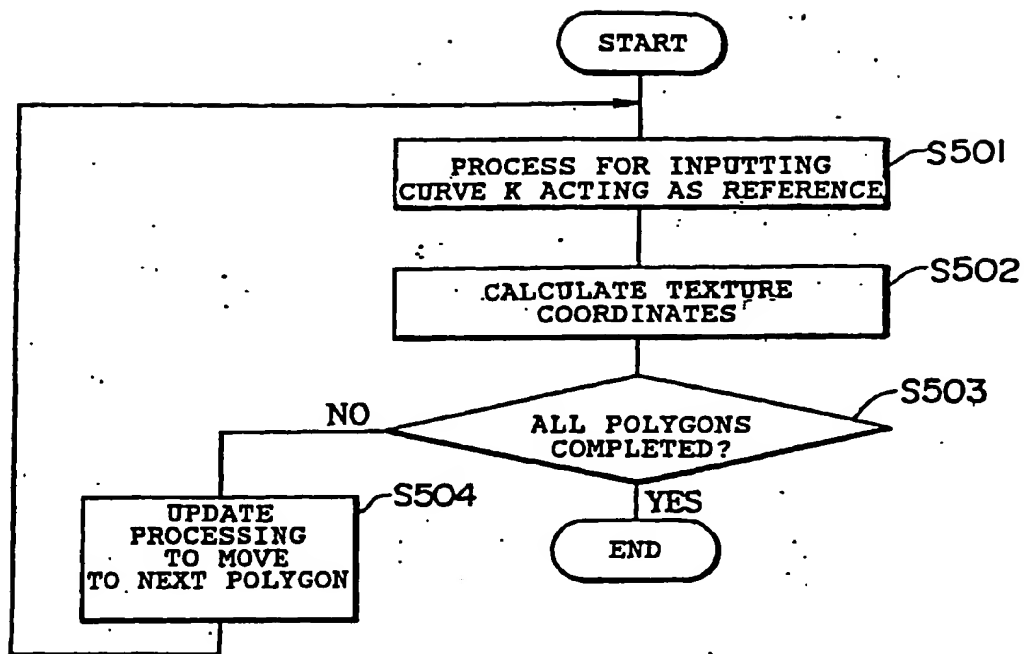 START
PROCESS FOR INPUTTING
CURVE K ACTING AS REFERENCE
S501
CALCULATE TEXTURE
COORDINATES
S502
ALL POLYGONS
COMPLETED?
S503
NO
YES
UPDATE
PROCESSING
TO MOVE
TO NEXT POLYGON
S504
END